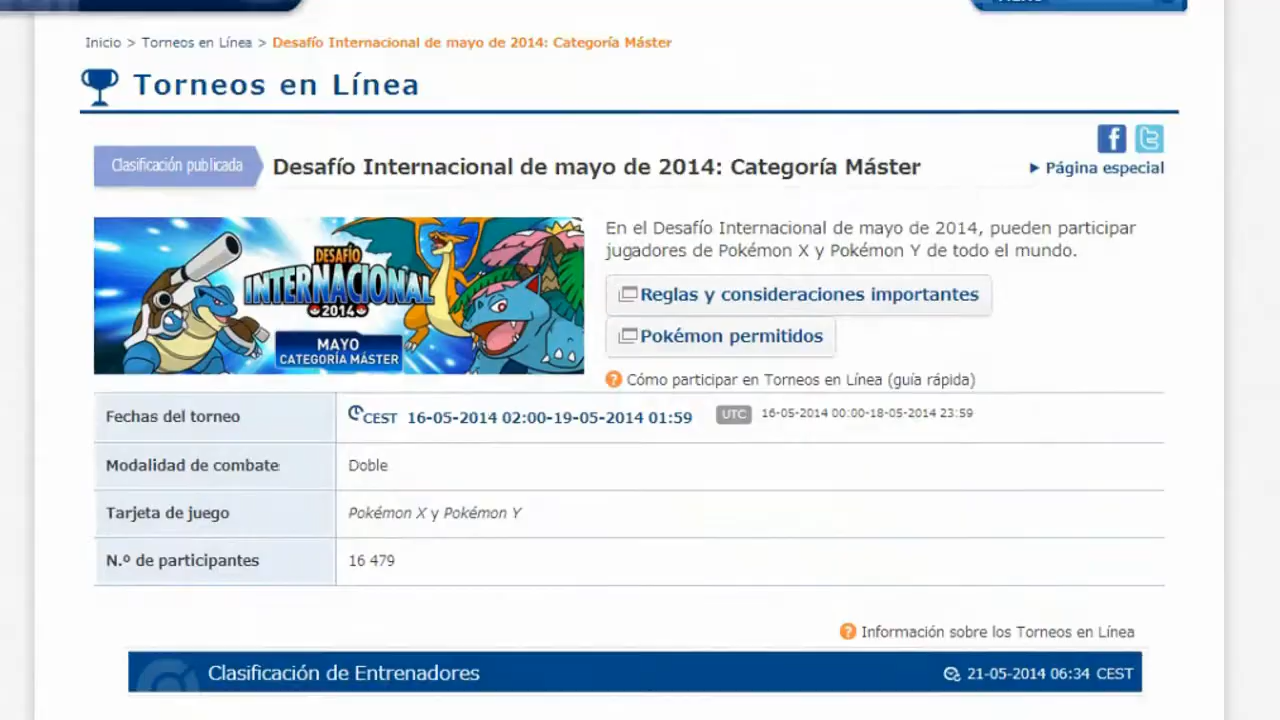 Inicio > Torneos en Línea > Desafío Internacional de mayo de 2014: Categoría Máster
Torneos en Línea
Clasificación publicada
Desafío Internacional de mayo de 2014: Categoría Máster
Página especial
DESAFÍO
INTERNACIONAL
2014
MAYO
CATEGORÍA MÁSTER
En el Desafío Internacional de mayo de 2014, pueden participar
jugadores de Pokémon X y Pokémon Y de todo el mundo.
Reglas y consideraciones importantes
Pokémon permitidos
Cómo participar en Torneos en Línea (guía rápida)
Fechas del torneo CEST 16-05-2014 02:00-19-05-2014 01:59 UTC 16-05-2014 00:00-18-05-2014 23:59
Modalidad de combate Doble
Tarjeta de juego Pokémon X y Pokémon Y
N.º de participantes 16 479
Información sobre los Torneos en Línea
Clasificación de Entrenadores 21-05-2014 06:34 CEST